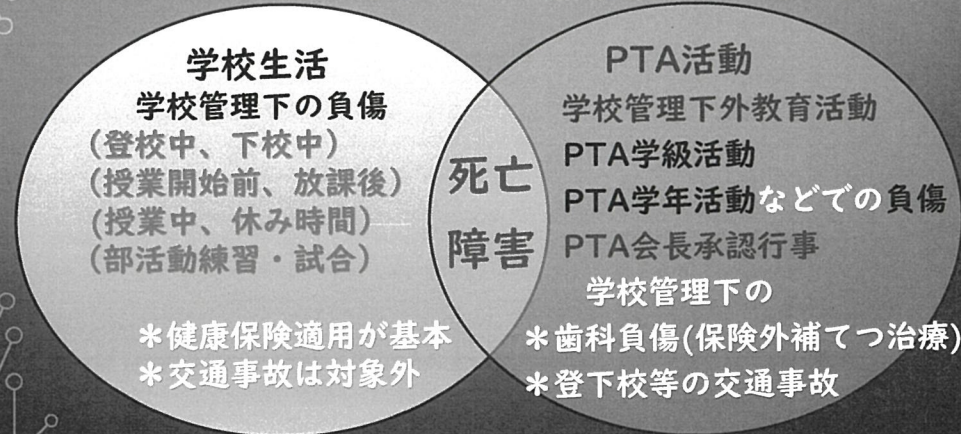 学校生活
学校管理下の負傷
(登校中、下校中)
(授業開始前、放課後)
(授業中、休み時間)
(部活動練習・試合)
＊健康保険適用が基本
＊交通事故は対象外
死亡
障害
PTA活動
学校管理下外教育活動
PTA学級活動
PTA学年活動などでの負傷
PTA会長承認行事
学校管理下の
＊歯科負傷(保険外補てつ治療)
＊登下校等の交通事故